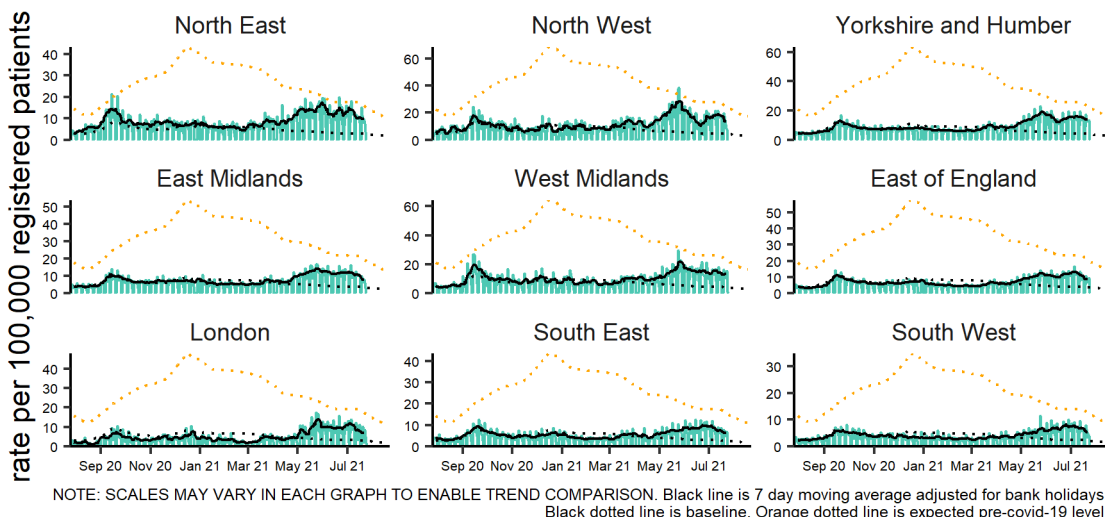 rate per 100,000 registered patients
North East
North West
Yorkshire and Humber
40
30
20
10
0
60
40
20
0
60
40
20
0
East Midlands
West Midlands
East of England
50
40
30
20
10
0
60
40
20
0
50
40
30
20
10
0
London
South East
South West
40
30
20
10
0
40
30
20
10
0
30
20
10
0
Sep 20 Nov 20 Jan 21 Mar 21 May 21 Jul 21
Sep 20 Nov 20 Jan 21 Mar 21 May 21 Jul 21
Sep 20 Nov 20 Jan 21 Mar 21 May 21 Jul 21
NOTE: SCALES MAY VARY IN EACH GRAPH TO ENABLE TREND COMPARISON. Black line is 7 day moving average adjusted for bank holidays
Black dotted line is baseline. Orange dotted line is expected pre-covid-19 level